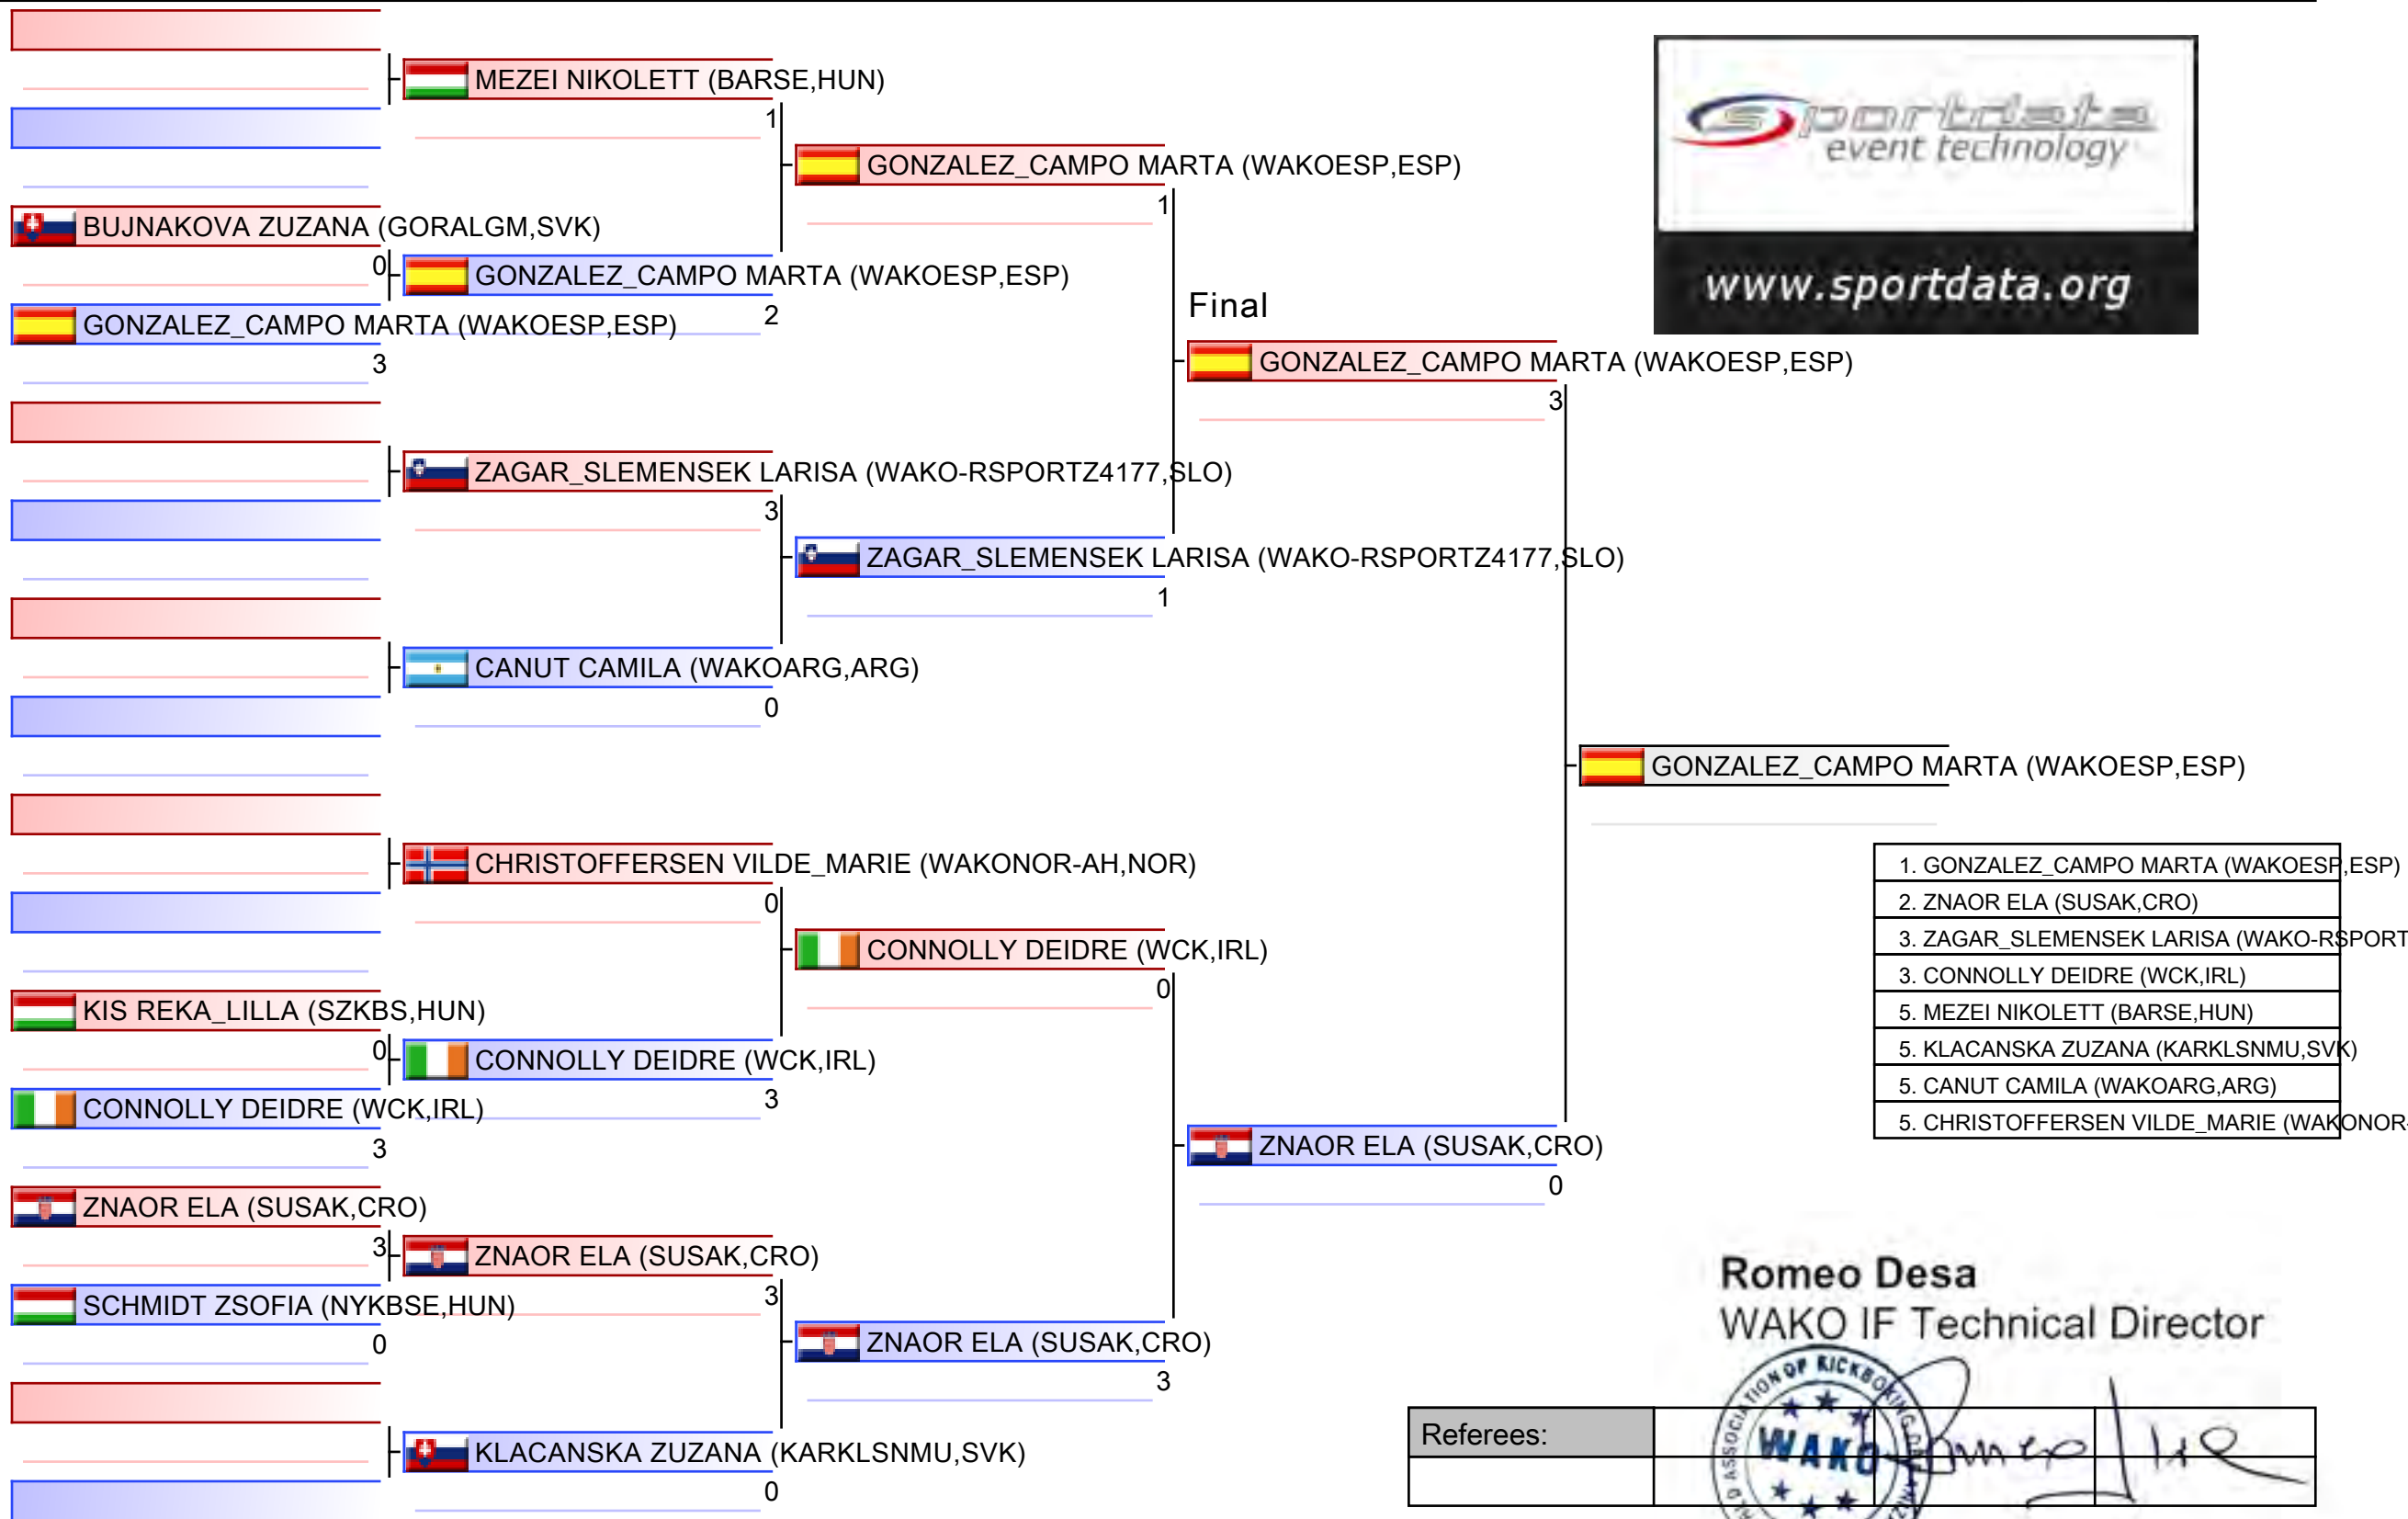 MEZEI NIKOLETT (BARSE,HUN)
1
BUJNAKOVA ZUZANA (GORALGM,SVK)
0
GONZALEZ_CAMPO MARTA (WAKOESP,ESP)
3
GONZALEZ_CAMPO MARTA (WAKOESP,ESP)
2
ZAGAR_SLEMENSEK LARISA (WAKO-RSPORTZ4177,SLO)
3
CANUT CAMILA (WAKOARG,ARG)
0
CHRISTOFFERSEN VILDE_MARIE (WAKONOR-AH,NOR)
0
KIS REKA_LILLA (SZKBS,HUN)
0
CONNOLLY DEIDRE (WCK,IRL)
3
CONNOLLY DEIDRE (WCK,IRL)
3
ZNAOR ELA (SUSAK,CRO)
3
SCHMIDT ZSOFIA (NYKBSE,HUN)
0
ZNAOR ELA (SUSAK,CRO)
3
KLACANSKA ZUZANA (KARKLSNMU,SVK)
0
GONZALEZ_CAMPO MARTA (WAKOESP,ESP)
1
ZAGAR_SLEMENSEK LARISA (WAKO-RSPORTZ4177,SLO)
1
CONNOLLY DEIDRE (WCK,IRL)
0
ZNAOR ELA (SUSAK,CRO)
3
Final
GONZALEZ_CAMPO MARTA (WAKOESP,ESP)
3
ZNAOR ELA (SUSAK,CRO)
0
GONZALEZ_CAMPO MARTA (WAKOESP,ESP)
sportdata
event technology
www.sportdata.org
1. GONZALEZ_CAMPO MARTA (WAKOESP,ESP)
2. ZNAOR ELA (SUSAK,CRO)
3. ZAGAR_SLEMENSEK LARISA (WAKO-RSPORT
3. CONNOLLY DEIDRE (WCK,IRL)
5. MEZEI NIKOLETT (BARSE,HUN)
5. KLACANSKA ZUZANA (KARKLSNMU,SVK)
5. CANUT CAMILA (WAKOARG,ARG)
5. CHRISTOFFERSEN VILDE_MARIE (WAKONOR-
Romeo Desa
WAKO IF Technical Director
ASSOCIATION OF KICKBOXING
WAKO
Referees: